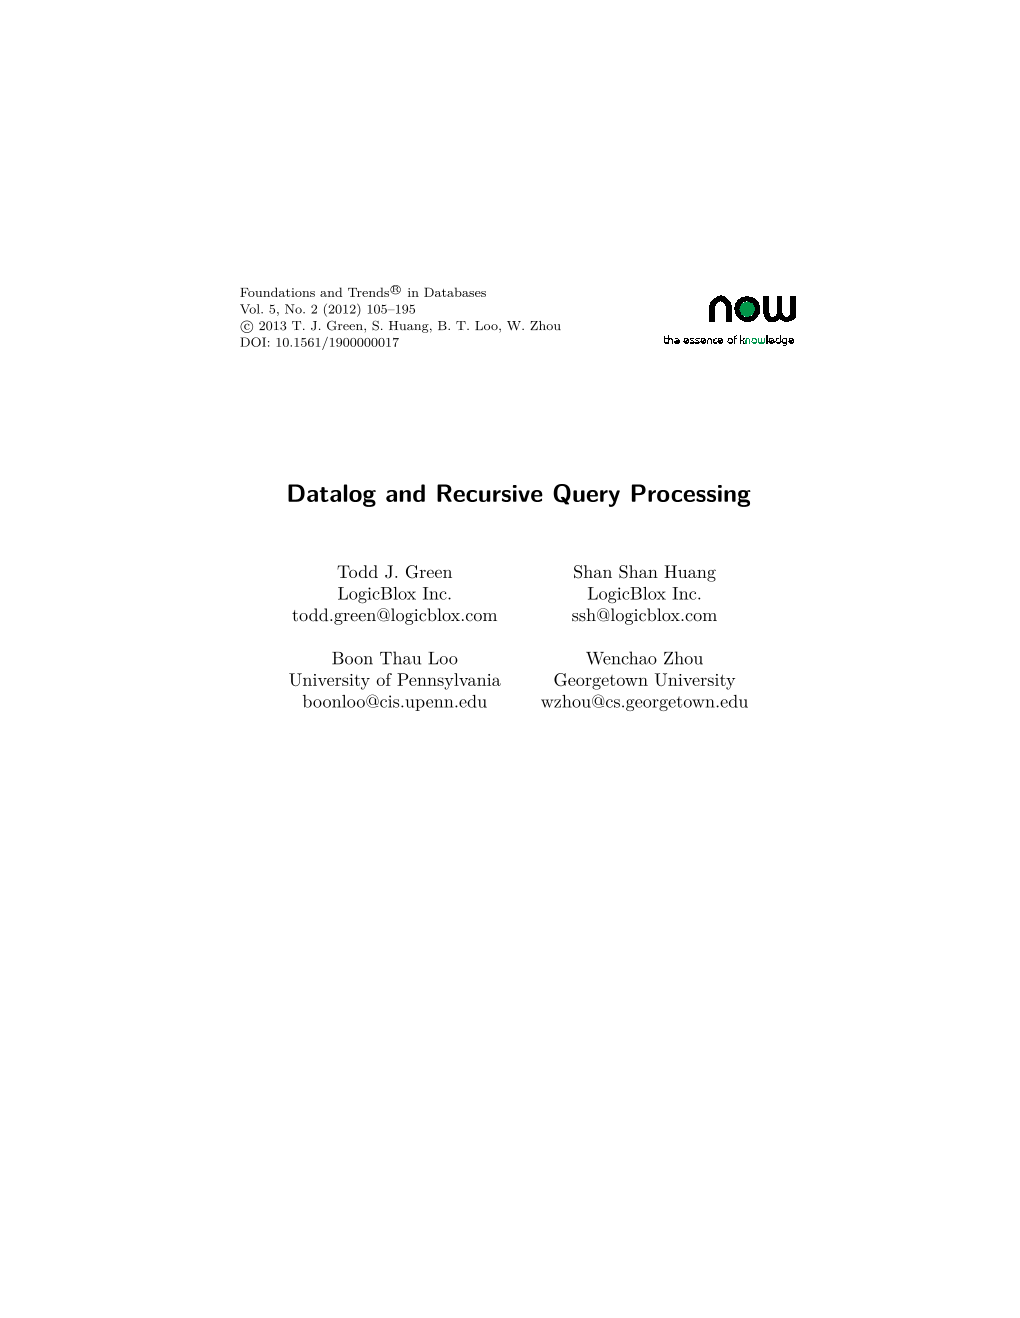 Foundations and Trends® in Databases
Vol. 5, No. 2 (2012) 105–195
© 2013 T. J. Green, S. Huang, B. T. Loo, W. Zhou
DOI: 10.1561/1900000017
now
the essence of knowledge
Datalog and Recursive Query Processing
Todd J. Green
LogicBlox Inc.
todd.green@logicblox.com
Shan Shan Huang
LogicBlox Inc.
ssh@logicblox.com
Boon Thau Loo
University of Pennsylvania
boonloo@cis.upenn.edu
Wenchao Zhou
Georgetown University
wzhou@cs.georgetown.edu